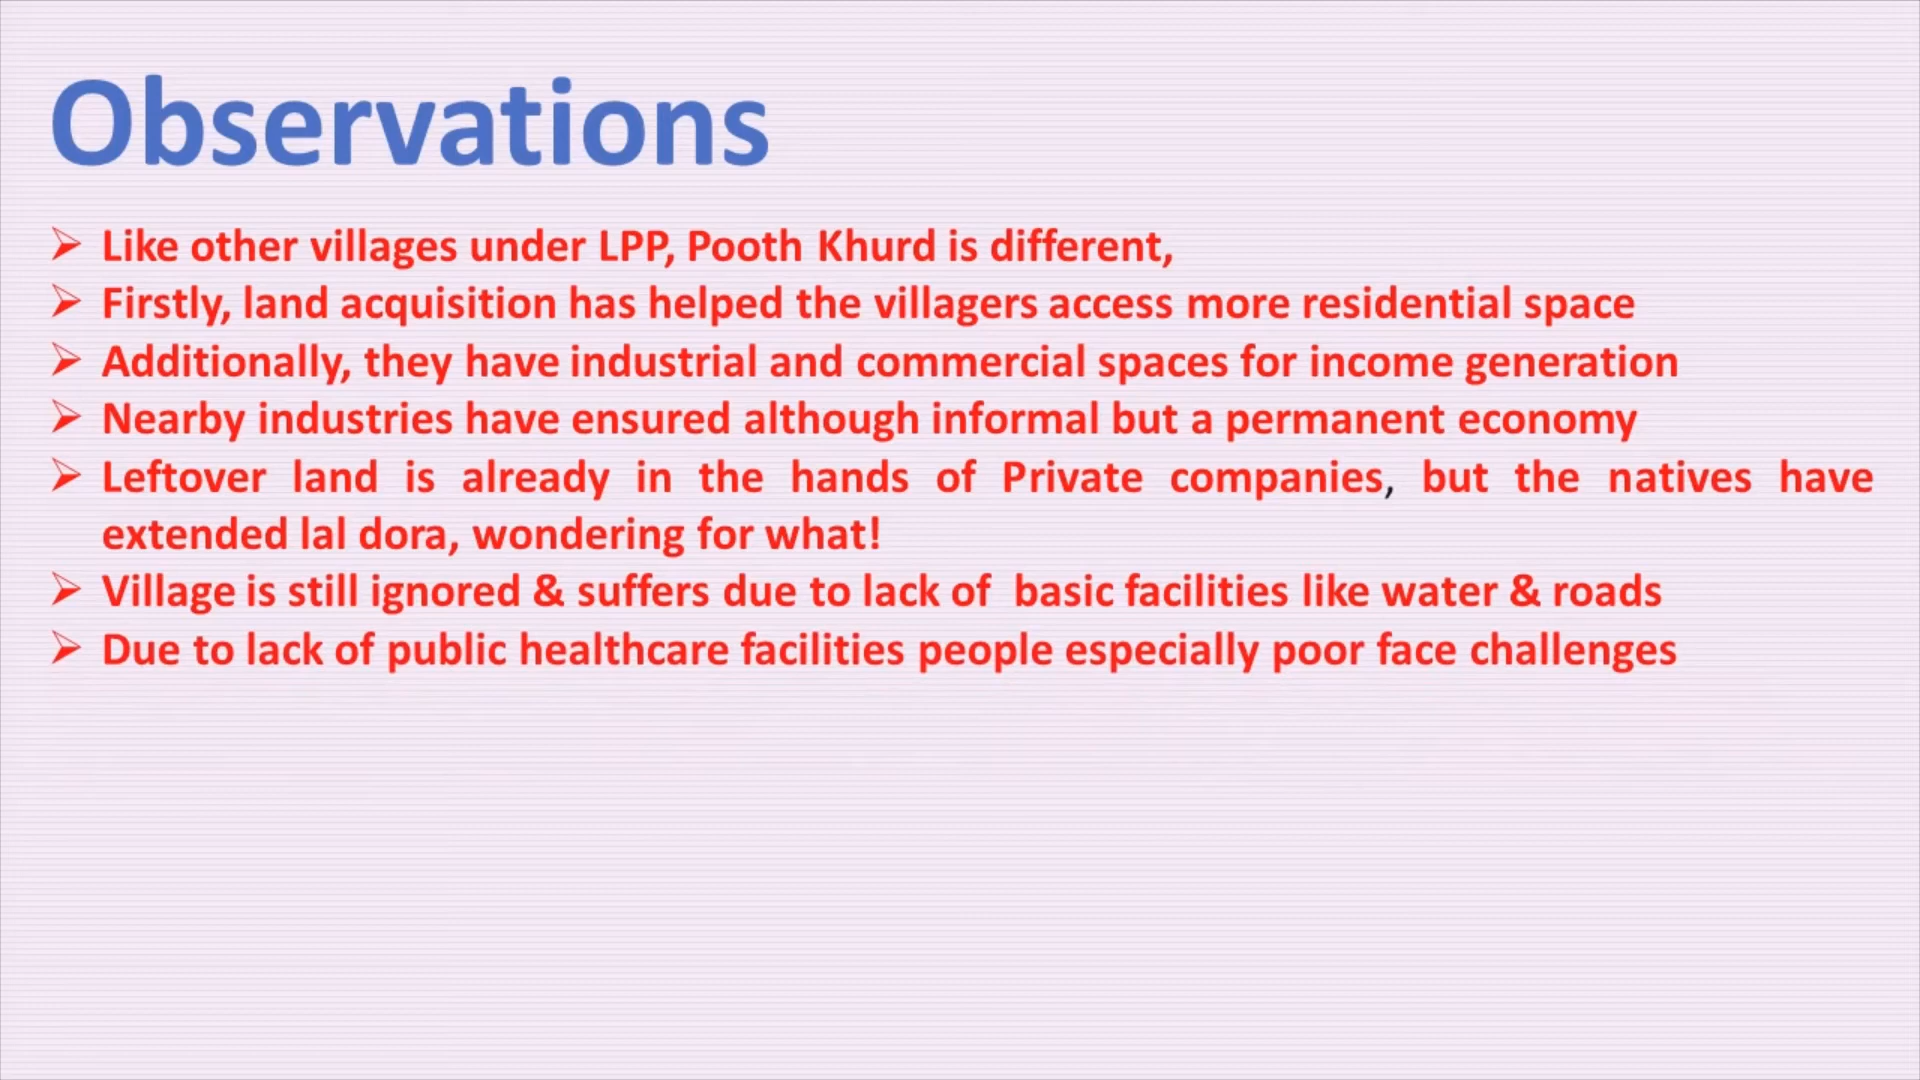 Observations
Like other villages under LPP, Pooth Khurd is different,
Firstly, land acquisition has helped the villagers access more residential space
Additionally, they have industrial and commercial spaces for income generation
Nearby industries have ensured although informal but a permanent economy
Leftover land is already in the hands of Private companies, but the natives have
extended lal dora, wondering for what!
Village is still ignored & suffers due to lack of  basic facilities like water & roads
Due to lack of public healthcare facilities people especially poor face challenges